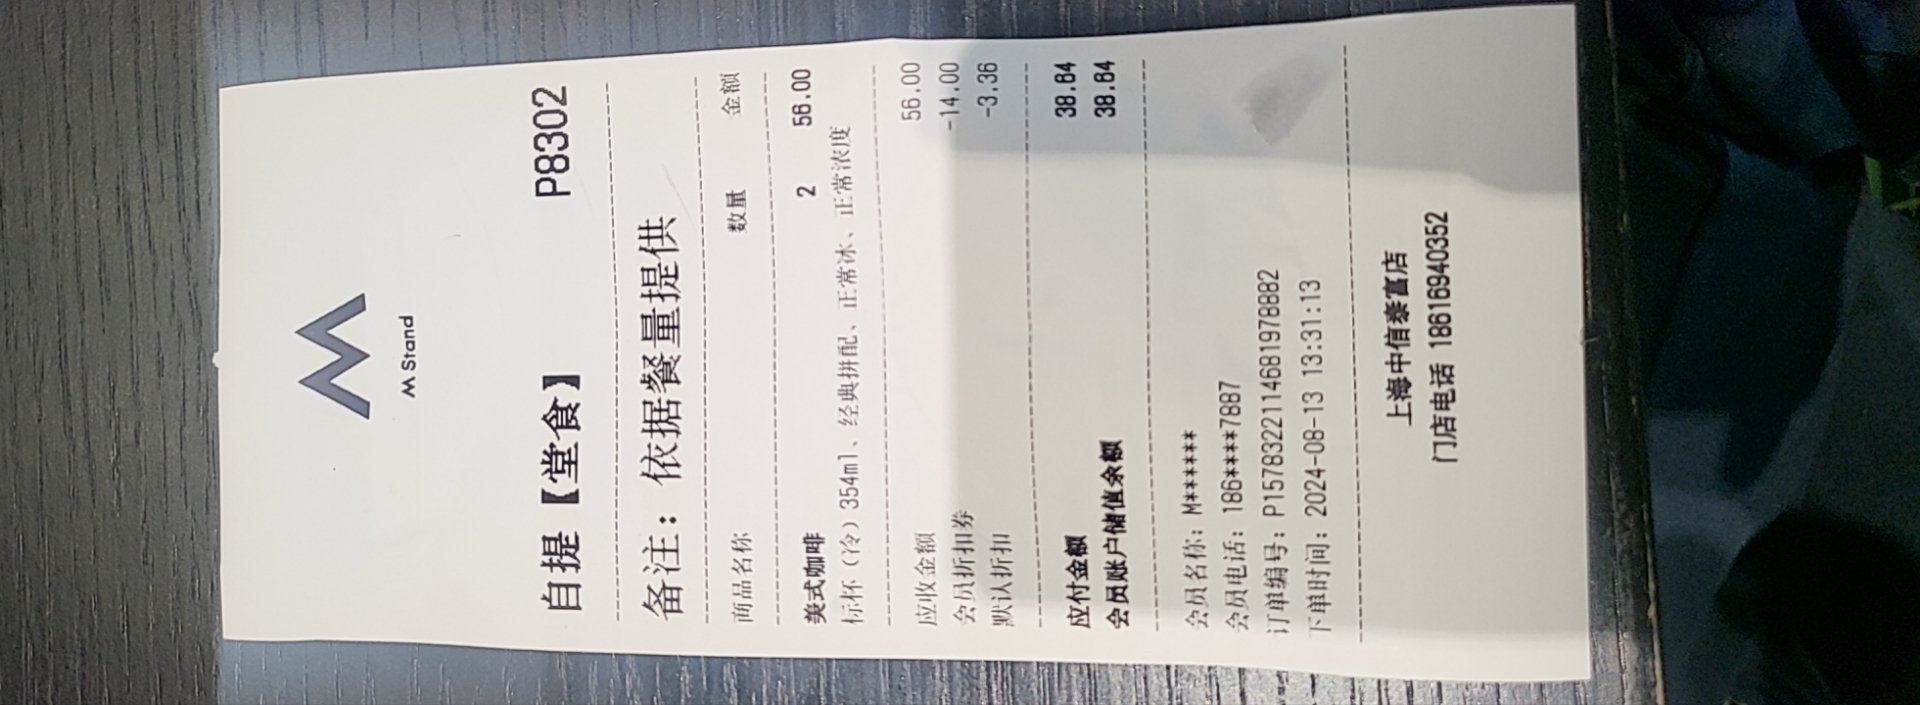 M Stand
自提【堂食】 P8302
备注：依据餐量提供
商品名称 数量 金额
美式咖啡 2 56.00
标杯（冷）354ml、经典拼配、正常冰、正常浓度
应收金额 56.00
会员折扣券 -14.00
默认折扣 -3.36
应付金额 38.64
会员账户储值余额 38.64
会员名称：M******
会员电话：186****7887
订单编号：P1578322114681978882
下单时间：2024-08-13 13:31:13
上海中信泰富店
门店电话 18616940352